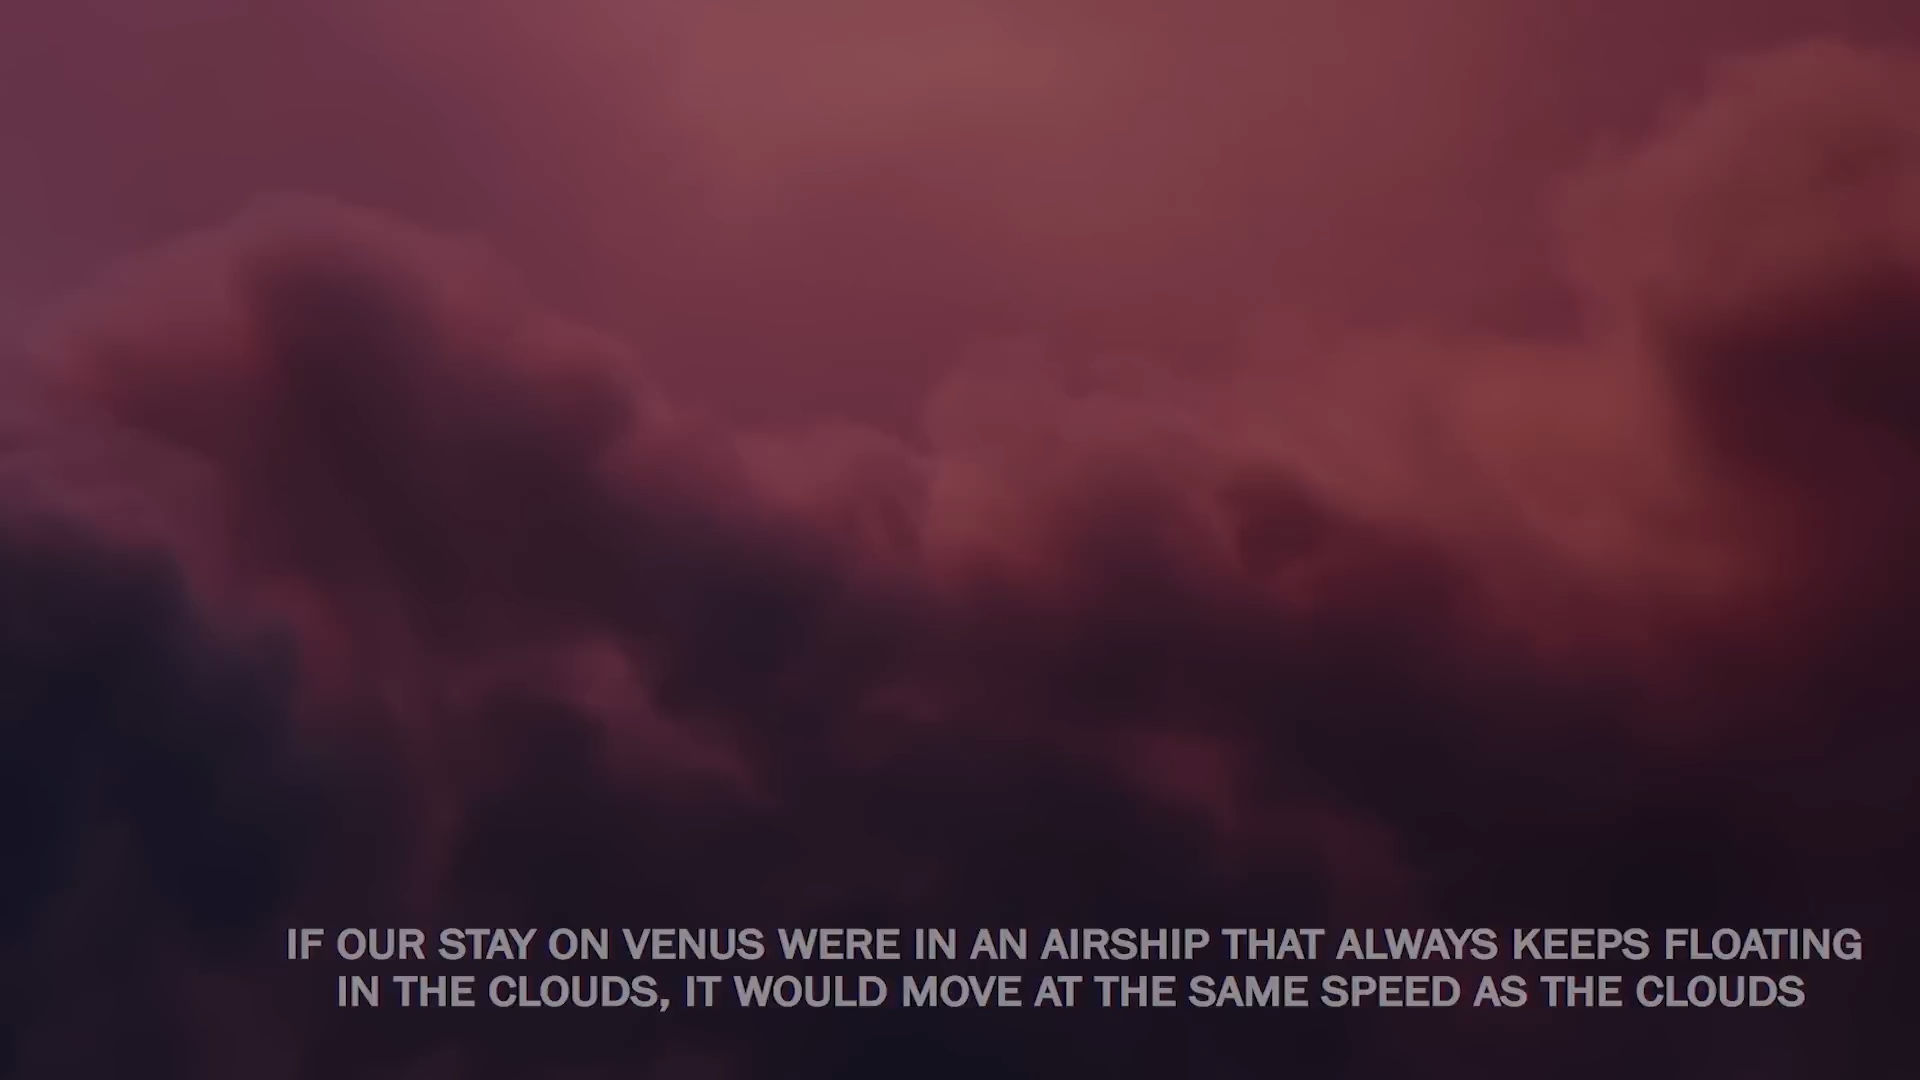 IF OUR STAY ON VENUS WERE IN AN AIRSHIP THAT ALWAYS KEEPS FLOATING
IN THE CLOUDS, IT WOULD MOVE AT THE SAME SPEED AS THE CLOUDS